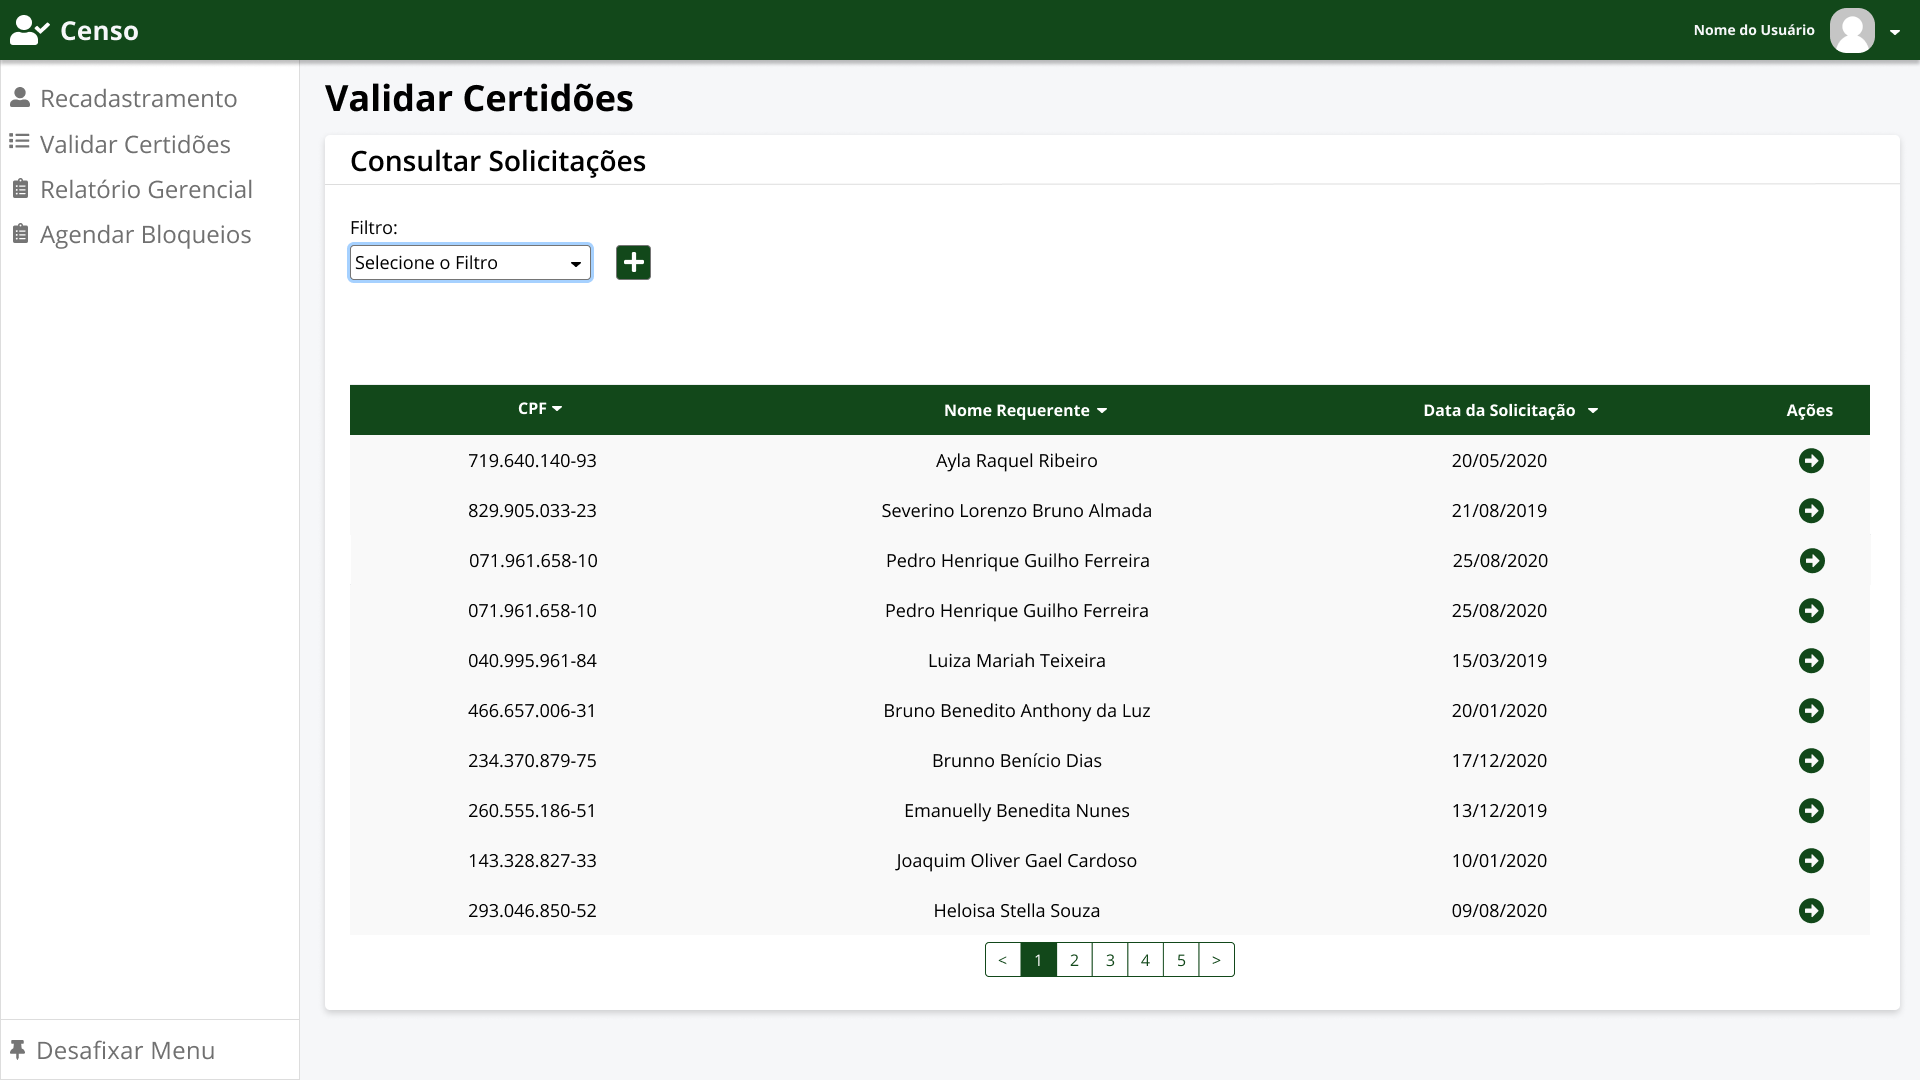 Censo
Nome do Usuário
Recadastramento
Validar Certidões
Relatório Gerencial
Agendar Bloqueios
Desafixar Menu
Validar Certidões
Consultar Solicitações
Filtro:
Selecione o Filtro
CPF Nome Requerente Data da Solicitação Ações
719.640.140-93 Ayla Raquel Ribeiro 20/05/2020
829.905.033-23 Severino Lorenzo Bruno Almada 21/08/2019
071.961.658-10 Pedro Henrique Guilho Ferreira 25/08/2020
071.961.658-10 Pedro Henrique Guilho Ferreira 25/08/2020
040.995.961-84 Luiza Mariah Teixeira 15/03/2019
466.657.006-31 Bruno Benedito Anthony da Luz 20/01/2020
234.370.879-75 Brunno Benício Dias 17/12/2020
260.555.186-51 Emanuelly Benedita Nunes 13/12/2019
143.328.827-33 Joaquim Oliver Gael Cardoso 10/01/2020
293.046.850-52 Heloisa Stella Souza 09/08/2020
< 1 2 3 4 5 >